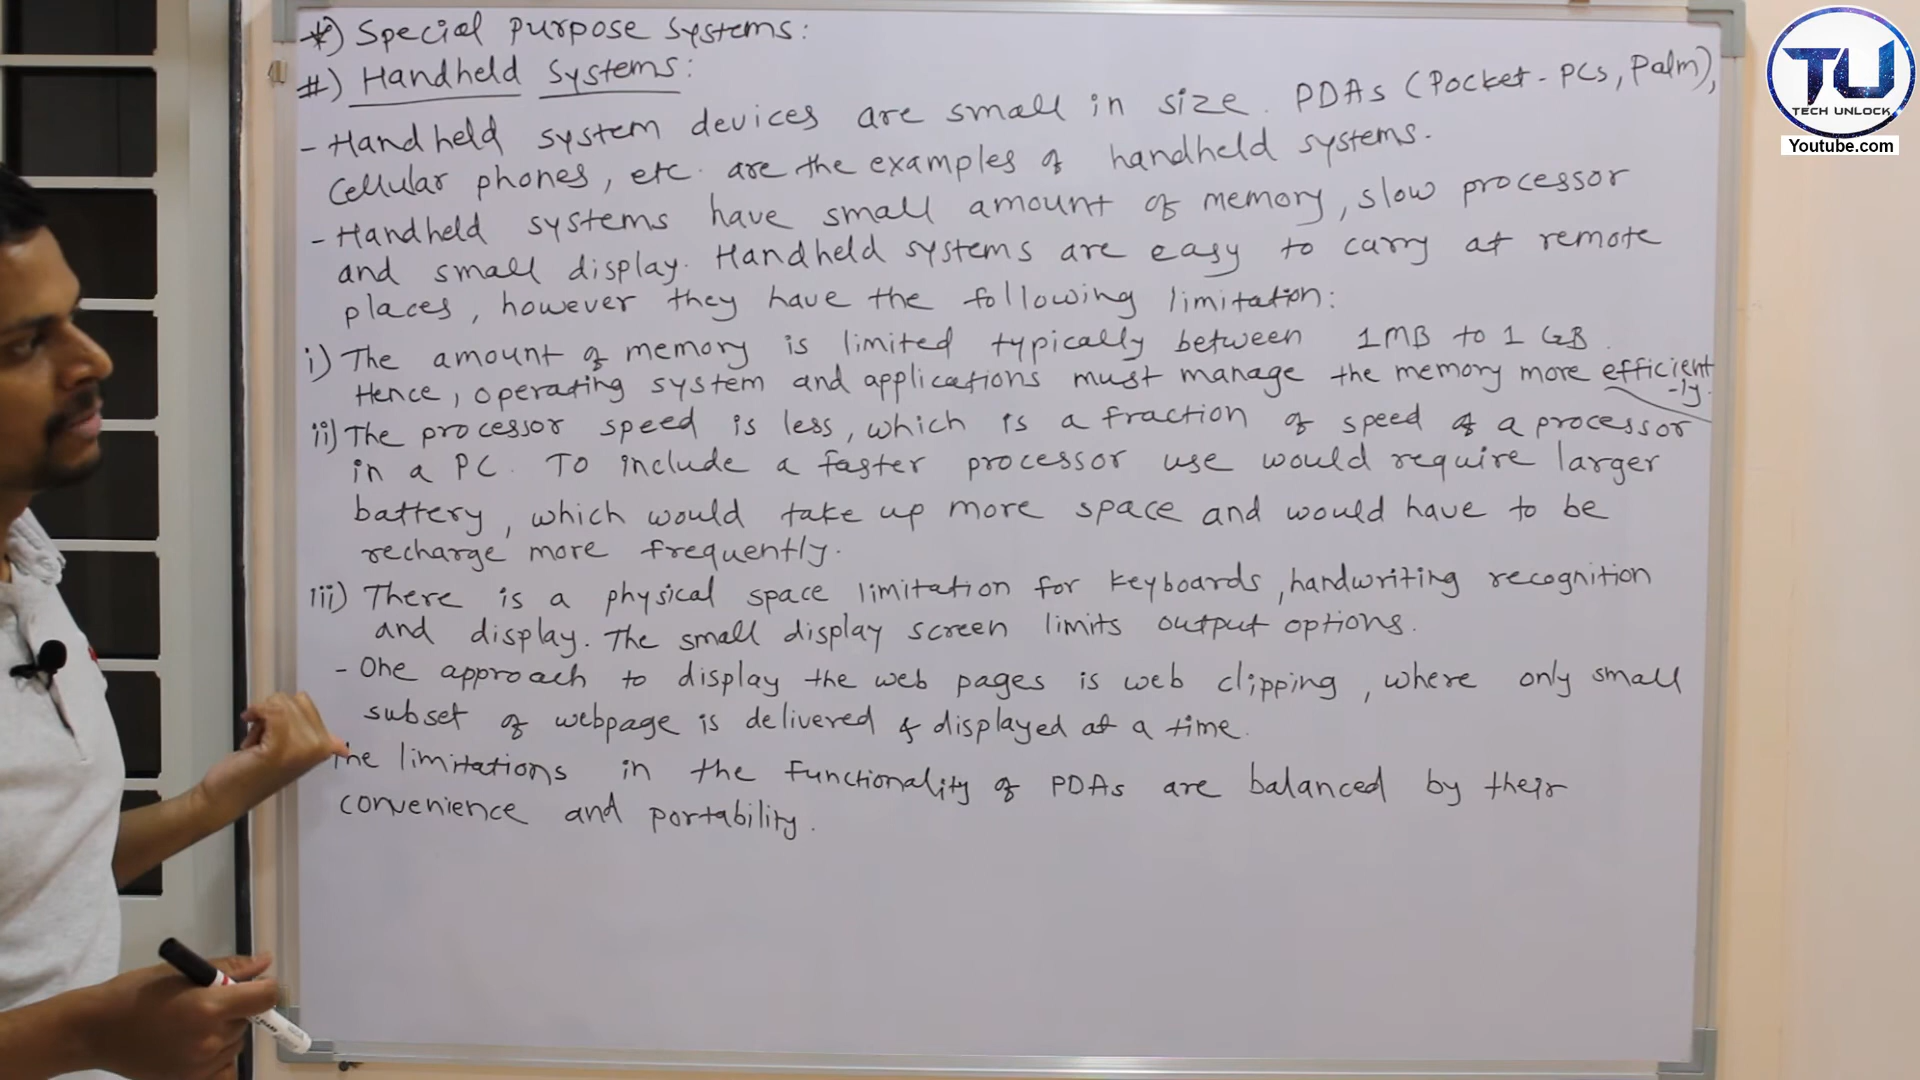 *) Special purpose systems:
#) Handheld systems:
- Handheld system devices are small in size. PDAs (Pocket-PCs, Palm),
cellular phones, etc. are the examples of handheld systems.
- Handheld systems have small amount of memory, slow processor
and small display. Handheld systems are easy to carry at remote
places, however they have the following limitation:
i) The amount of memory is limited typically between 1MB to 1 GB.
Hence, operating system and applications must manage the memory more efficient
-ly.
ii) The processor speed is less, which is a fraction of speed of a processor
in a PC. To include a faster processor use would require larger
battery, which would take up more space and would have to be
recharge more frequently.
iii) There is a physical space limitation for keyboards, handwriting recognition
and display. The small display screen limits output options.
- One approach to display the web pages is web clipping, where only small
subset of webpage is delivered & displayed at a time.
The limitations in the functionality of PDAs are balanced by their
convenience and portability.
TU
TECH UNLOCK
Youtube.com